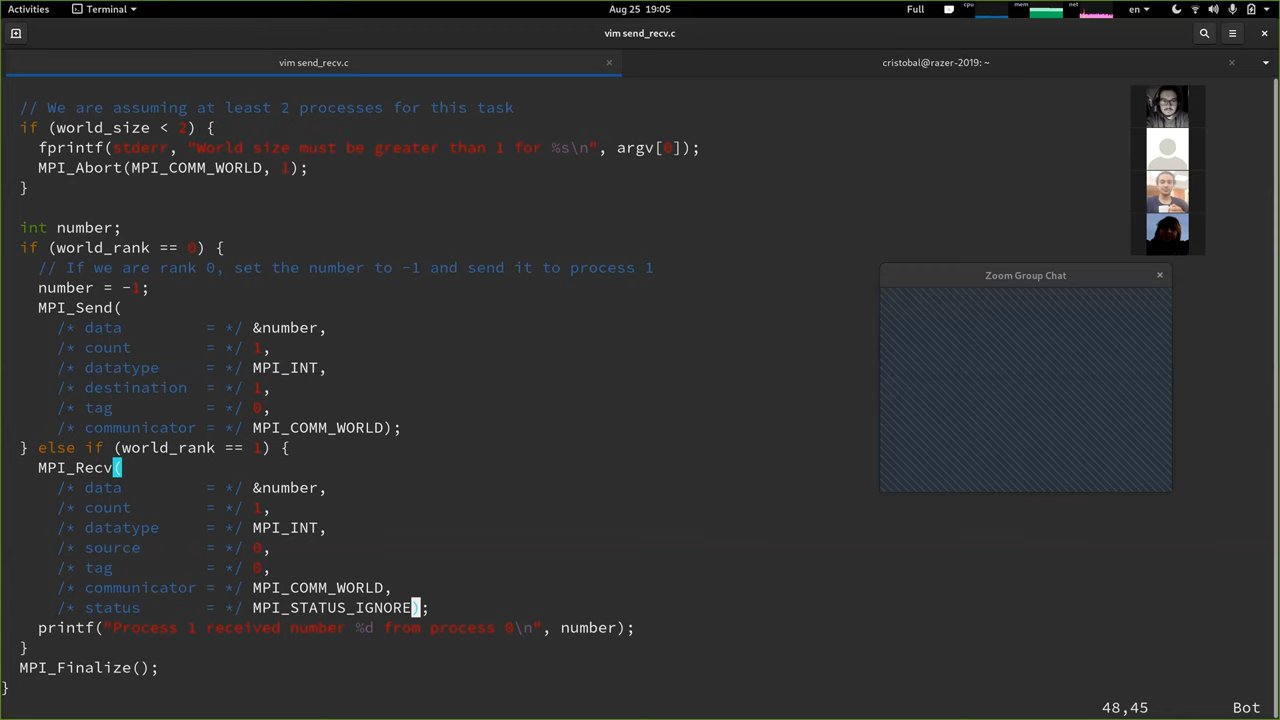 Activities Terminal Aug 25 19:05 Full cpu mem net en
vim send_recv.c
vim send_recv.c × cristobal@razer-2019: ~ ×
// We are assuming at least 2 processes for this task
if (world_size < 2) {
fprintf(stderr, "World size must be greater than 1 for %s\n", argv[0]);
MPI_Abort(MPI_COMM_WORLD, 1);
}
int number;
if (world_rank == 0) {
// If we are rank 0, set the number to -1 and send it to process 1
number = -1;
MPI_Send(
/* data = */ &number,
/* count = */ 1,
/* datatype = */ MPI_INT,
/* destination = */ 1,
/* tag = */ 0,
/* communicator = */ MPI_COMM_WORLD);
} else if (world_rank == 1) {
MPI_Recv(
/* data = */ &number,
/* count = */ 1,
/* datatype = */ MPI_INT,
/* source = */ 0,
/* tag = */ 0,
/* communicator = */ MPI_COMM_WORLD,
/* status = */ MPI_STATUS_IGNORE);
printf("Process 1 received number %d from process 0\n", number);
}
MPI_Finalize();
}
48,45 Bot
Zoom Group Chat ×